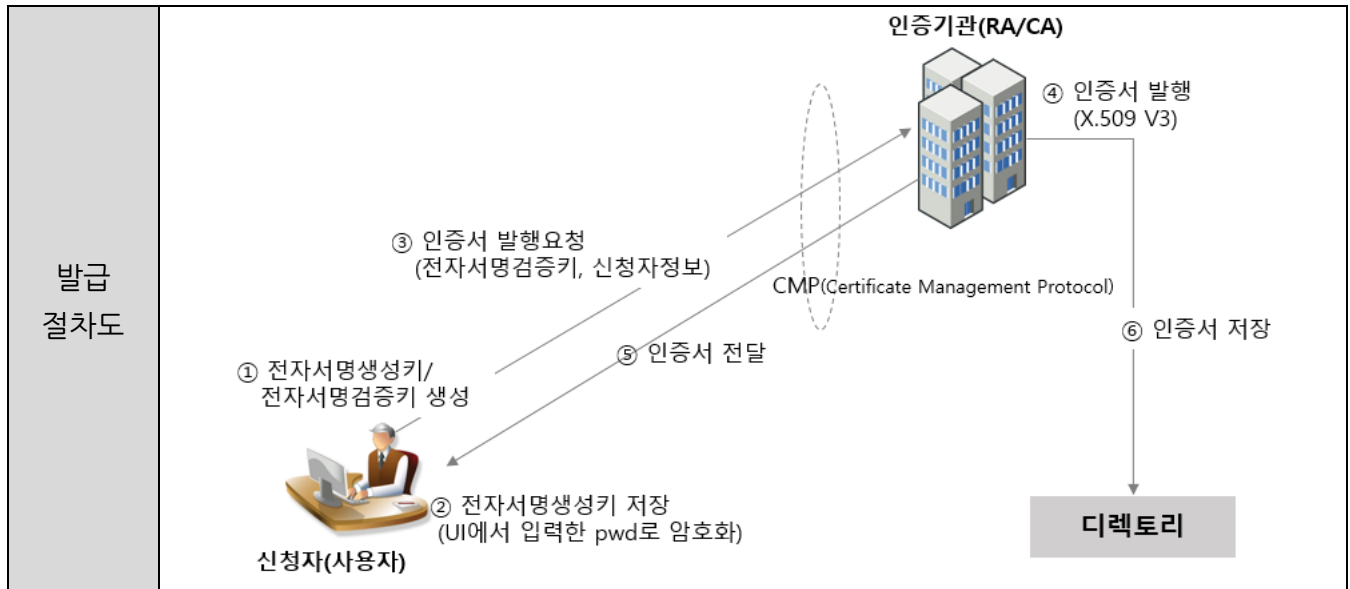 발급
절차도
인증기관(RA/CA)
④ 인증서 발행
(X.509 V3)
③ 인증서 발행요청
(전자서명검증키, 신청자정보)
CMP(Certificate Management Protocol)
⑥ 인증서 저장
⑤ 인증서 전달
① 전자서명생성키/
전자서명검증키 생성
② 전자서명생성키 저장
(UI에서 입력한 pwd로 암호화)
디렉토리
신청자(사용자)